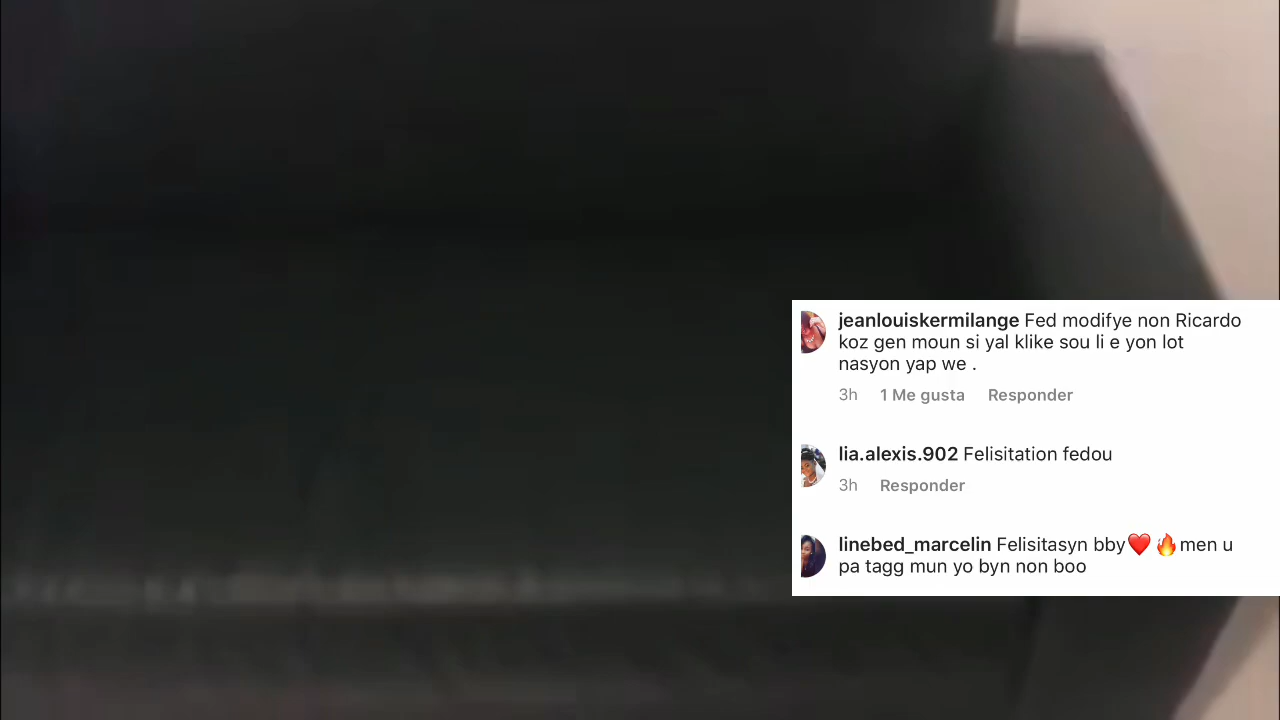 jeanlouiskermilange Fed modifye non Ricardo
koz gen moun si yal klike sou li e yon lot
nasyon yap we .
3h 1 Me gusta Responder
lia.alexis.902 Felisitation fedou
3h Responder
linebed_marcelin Felisitasyn bby❤️ 🔥men u
pa tagg mun yo byn non boo